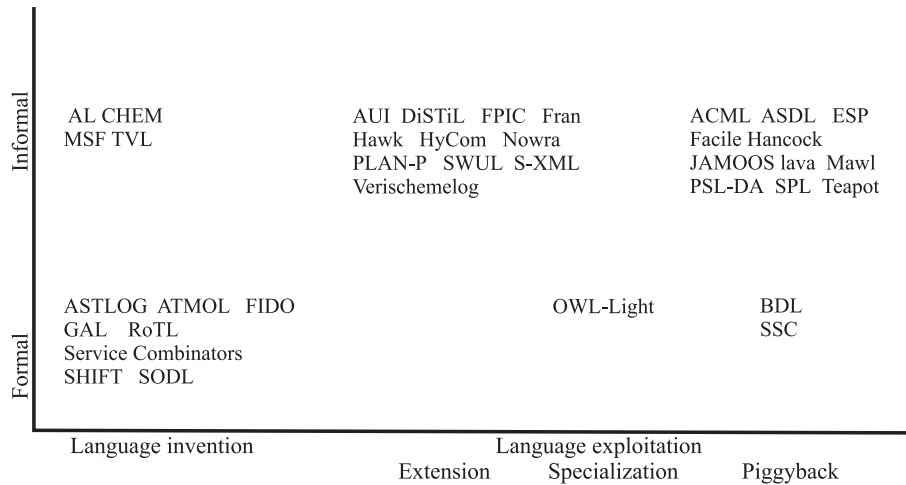 Informal
AL CHEM
MSF TVL
AUI DiSTiL FPIC Fran
Hawk HyCom Nowra
PLAN-P SWUL S-XML
Verischemelog
ACML ASDL ESP
Facile Hancock
JAMOOS lava Mawl
PSL-DA SPL Teapot
Formal
ASTLOG ATMOL FIDO
GAL RoTL
Service Combinators
SHIFT SODL
OWL-Light
BDL
SSC
Language invention
Language exploitation
Extension
Specialization
Piggyback